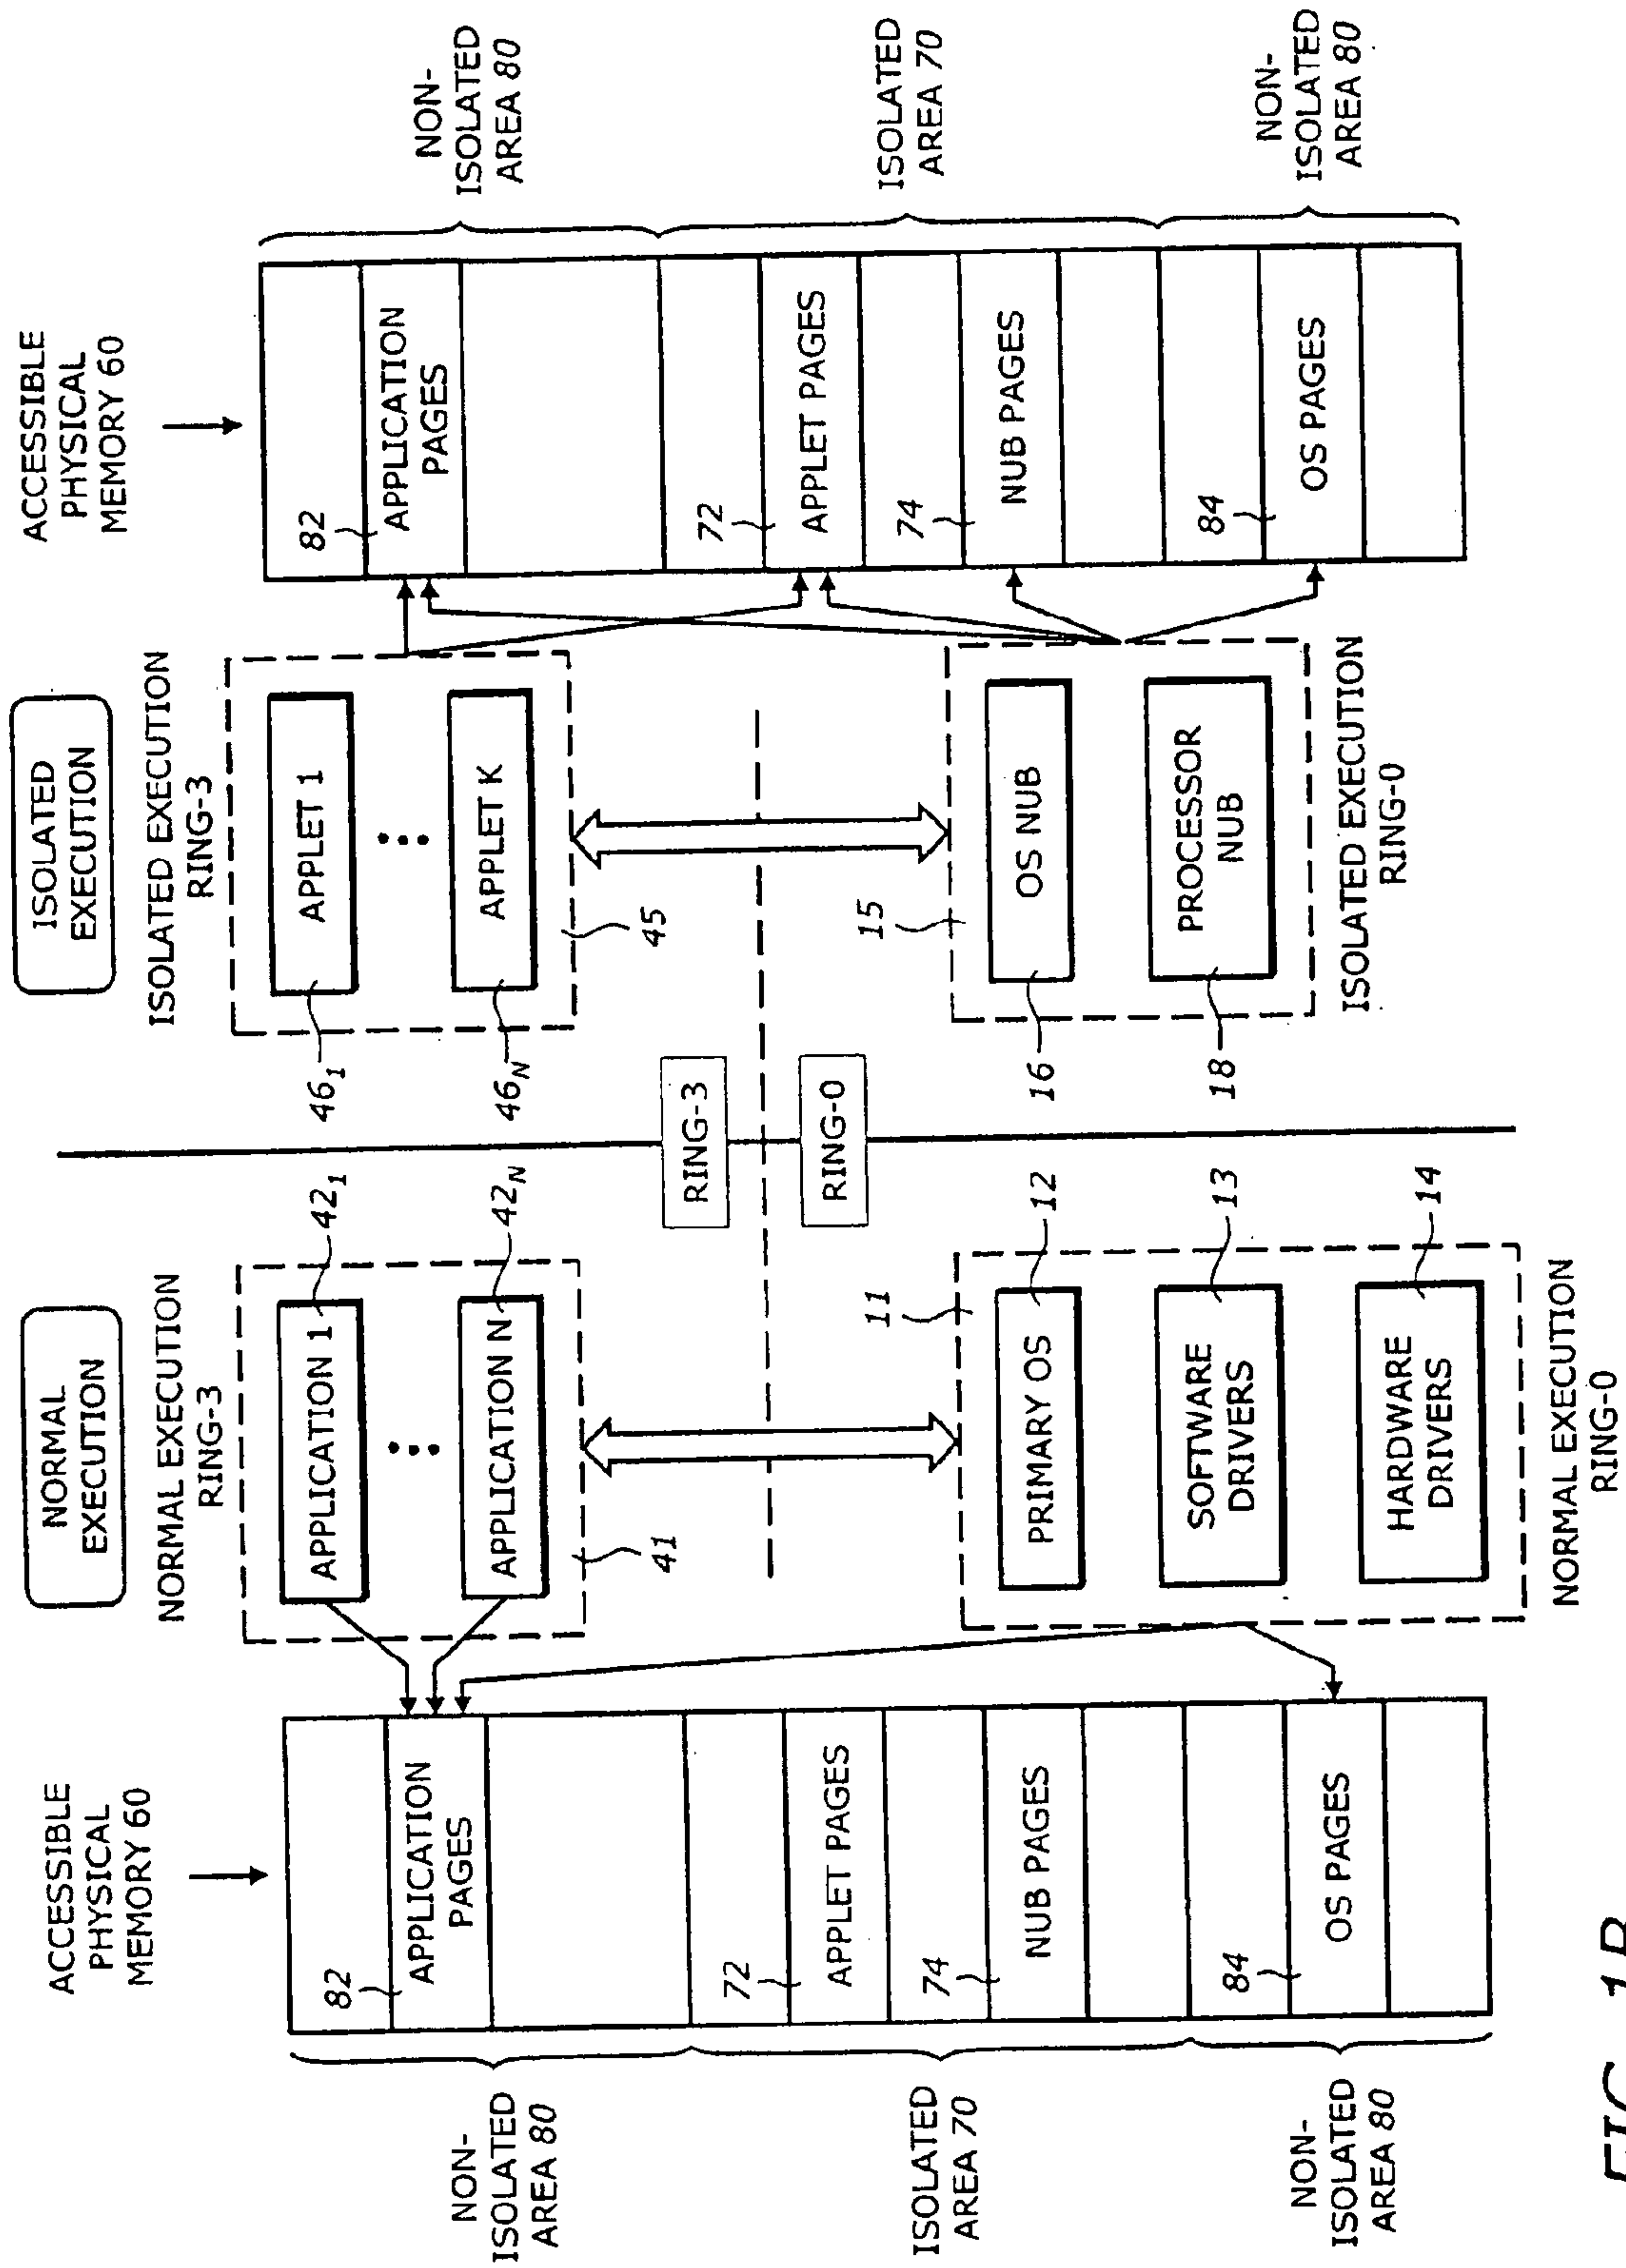 ACCESSIBLE
PHYSICAL
MEMORY 60
NON-
ISOLATED
AREA 80
ISOLATED
AREA 70
NON-
ISOLATED
AREA 80
82
APPLICATION
PAGES
72
APPLET PAGES
74
NUB PAGES
84
OS PAGES
NORMAL
EXECUTION
NORMAL EXECUTION
RING-3
APPLICATION 1
421
APPLICATION N
42N
41
11
PRIMARY OS
12
SOFTWARE
DRIVERS
13
HARDWARE
DRIVERS
14
NORMAL EXECUTION
RING-0
RING-3
RING-0
ISOLATED
EXECUTION
ISOLATED EXECUTION
RING-3
461
APPLET 1
46N
APPLET K
45
15
16
OS NUB
18
PROCESSOR
NUB
ISOLATED EXECUTION
RING-0
ACCESSIBLE
PHYSICAL
MEMORY 60
82
APPLICATION
PAGES
72
APPLET PAGES
74
NUB PAGES
84
OS PAGES
NON-
ISOLATED
AREA 80
ISOLATED
AREA 70
NON-
ISOLATED
AREA 80
FIG. 1B